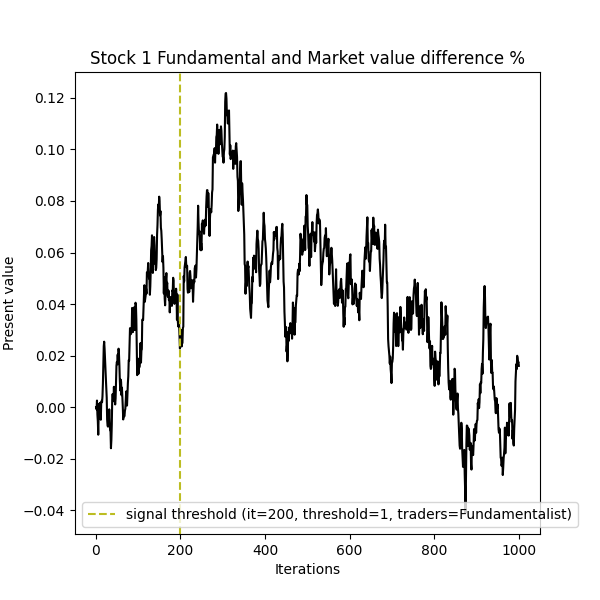 Stock 1 Fundamental and Market value difference %
0.12
0.10
0.08
0.06
0.04
0.02
0.00
−0.02
−0.04
Present value
signal threshold (it=200, threshold=1, traders=Fundamentalist)
0 200 400 600 800 1000
Iterations